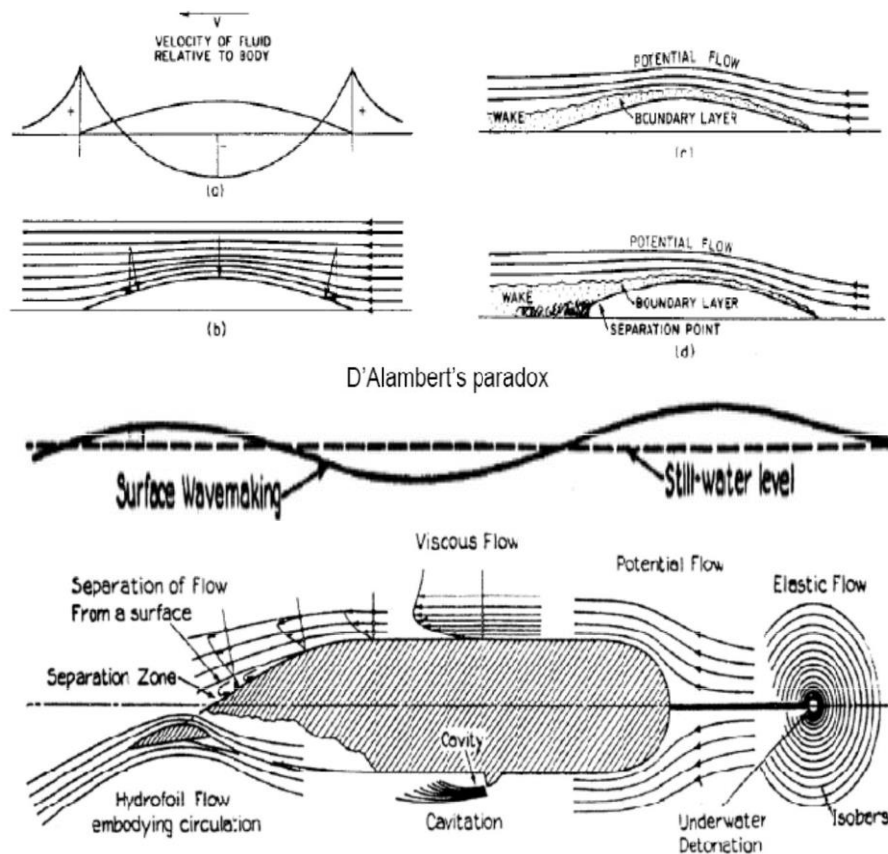 V
VELOCITY OF FLUID
RELATIVE TO BODY
+
+
-
(a)
(b)
POTENTIAL FLOW
WAKE
BOUNDARY LAYER
(c)
POTENTIAL FLOW
WAKE
BOUNDARY LAYER
SEPARATION POINT
(d)
D'Alambert's paradox
Surface Wavemaking
Still-water level
Viscous Flow
Potential Flow
Elastic Flow
Separation of Flow
From a surface
Separation Zone
Cavity
Hydrofoil Flow
embodying circulation
Cavitation
Underwater
Detonation
Isobers